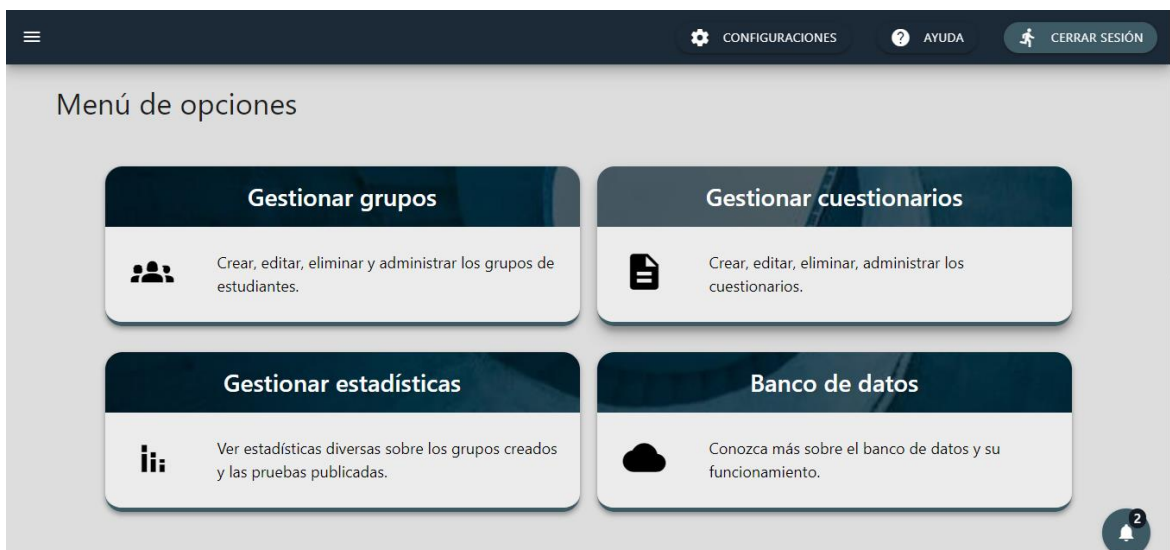 CONFIGURACIONES
AYUDA
CERRAR SESIÓN
Menú de opciones
Gestionar grupos
Crear, editar, eliminar y administrar los grupos de
estudiantes.
Gestionar cuestionarios
Crear, editar, eliminar, administrar los
cuestionarios.
Gestionar estadísticas
Ver estadísticas diversas sobre los grupos creados
y las pruebas publicadas.
Banco de datos
Conozca más sobre el banco de datos y su
funcionamiento.
2